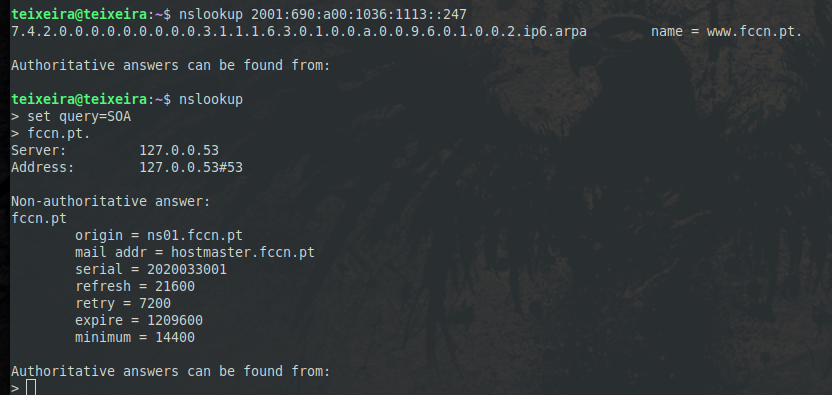 teixeira@teixeira:~$ nslookup 2001:690:a00:1036:1113::247
7.4.2.0.0.0.0.0.0.0.0.0.3.1.1.1.6.3.0.1.0.0.a.0.0.9.6.0.1.0.0.2.ip6.arpa name = www.fccn.pt.
Authoritative answers can be found from:
teixeira@teixeira:~$ nslookup
> set query=SOA
> fccn.pt.
Server: 127.0.0.53
Address: 127.0.0.53#53
Non-authoritative answer:
fccn.pt
origin = ns01.fccn.pt
mail addr = hostmaster.fccn.pt
serial = 2020033001
refresh = 21600
retry = 7200
expire = 1209600
minimum = 14400
Authoritative answers can be found from:
>